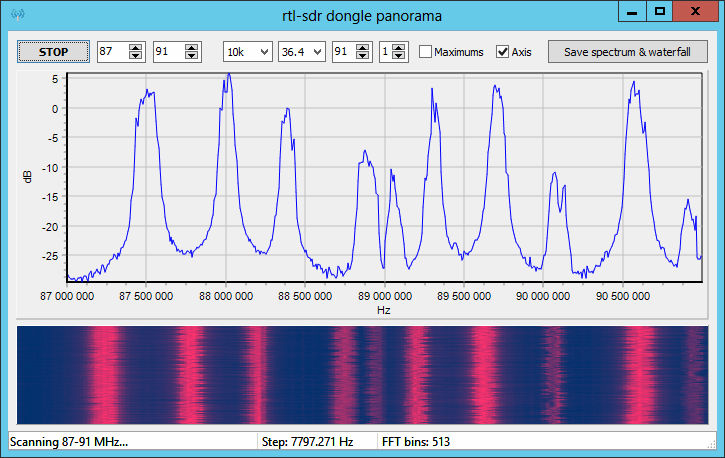 rtl-sdr dongle panorama
STOP 87 91 10k 36.4 91 1 Maximums Axis Save spectrum & waterfall
5
0
-5
-10
-15
-20
-25
dB
87 000 000 87 500 000 88 000 000 88 500 000 89 000 000 89 500 000 90 000 000 90 500 000
Hz
Scanning 87-91 MHz... Step: 7797.271 Hz FFT bins: 513